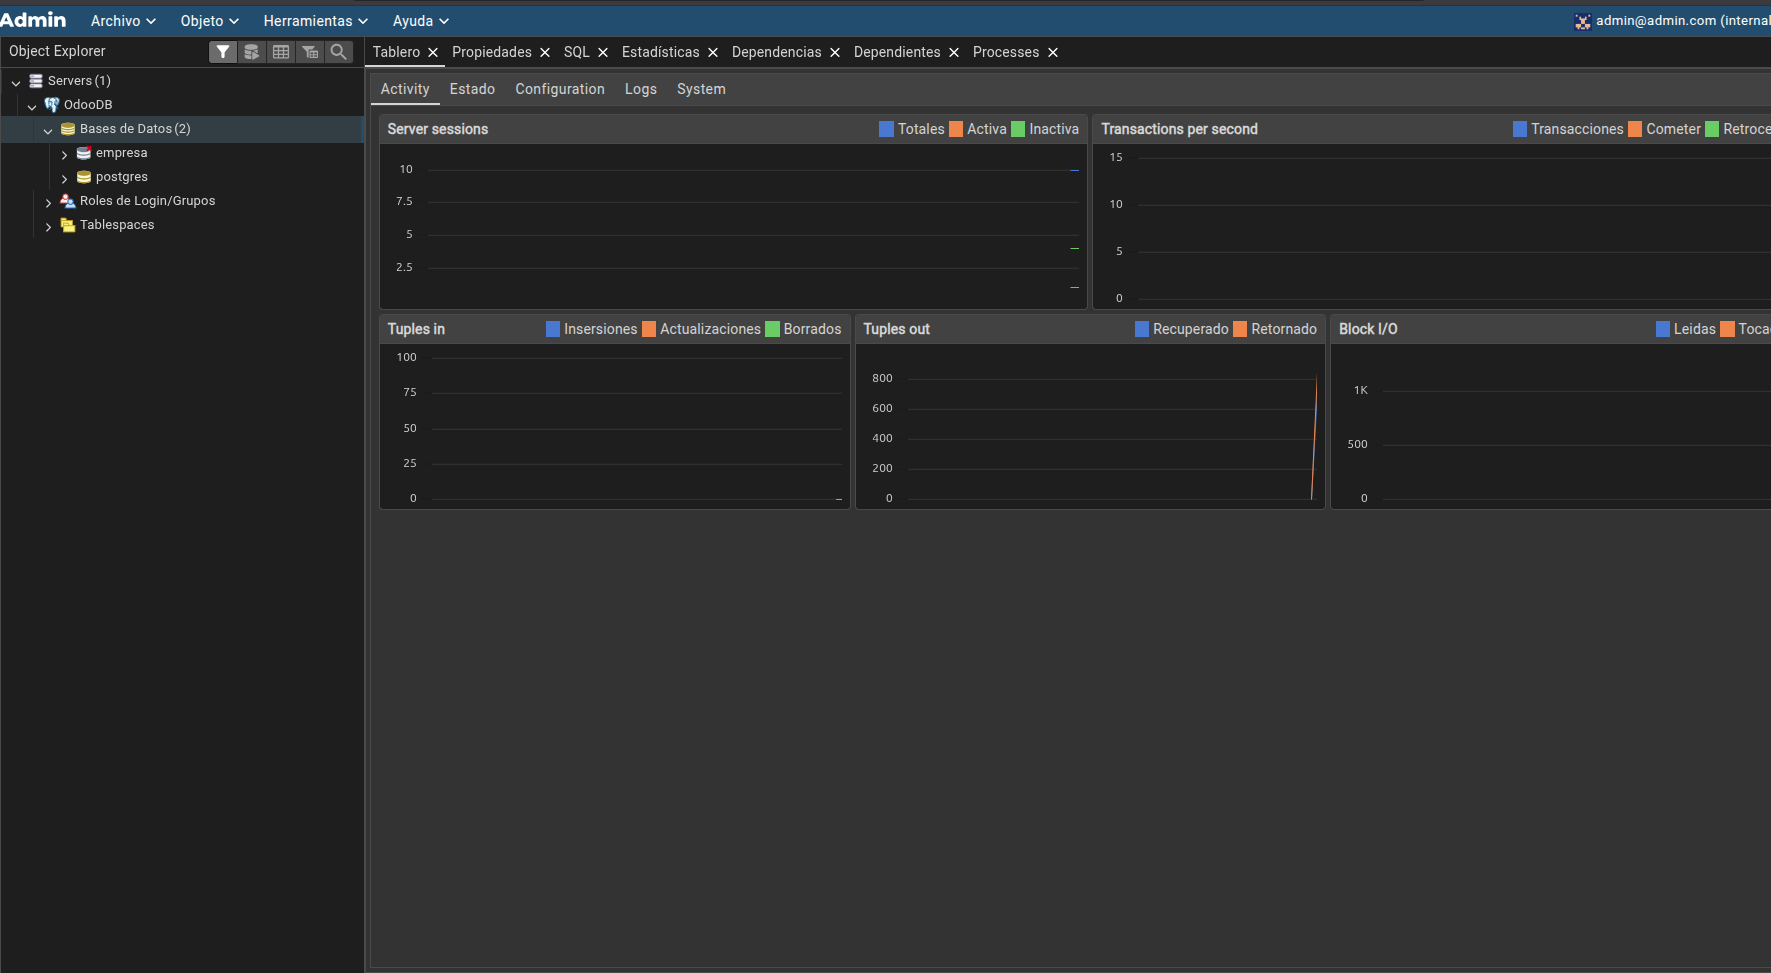 Admin Archivo Objeto Herramientas Ayuda admin@admin.com (internal
Object Explorer
Tablero Propiedades SQL Estadísticas Dependencias Dependientes Processes
Servers (1)
OdooDB
Bases de Datos (2)
empresa
postgres
Roles de Login/Grupos
Tablespaces
Activity Estado Configuration Logs System
Server sessions Totales Activa Inactiva
10
7.5
5
2.5
Transactions per second Transacciones Cometer Retroce
15
10
5
0
Tuples in Inserciones Actualizaciones Borrados
100
75
50
25
0
Tuples out Recuperado Retornado
800
600
400
200
0
Block I/O Leidas Toca
1K
500
0